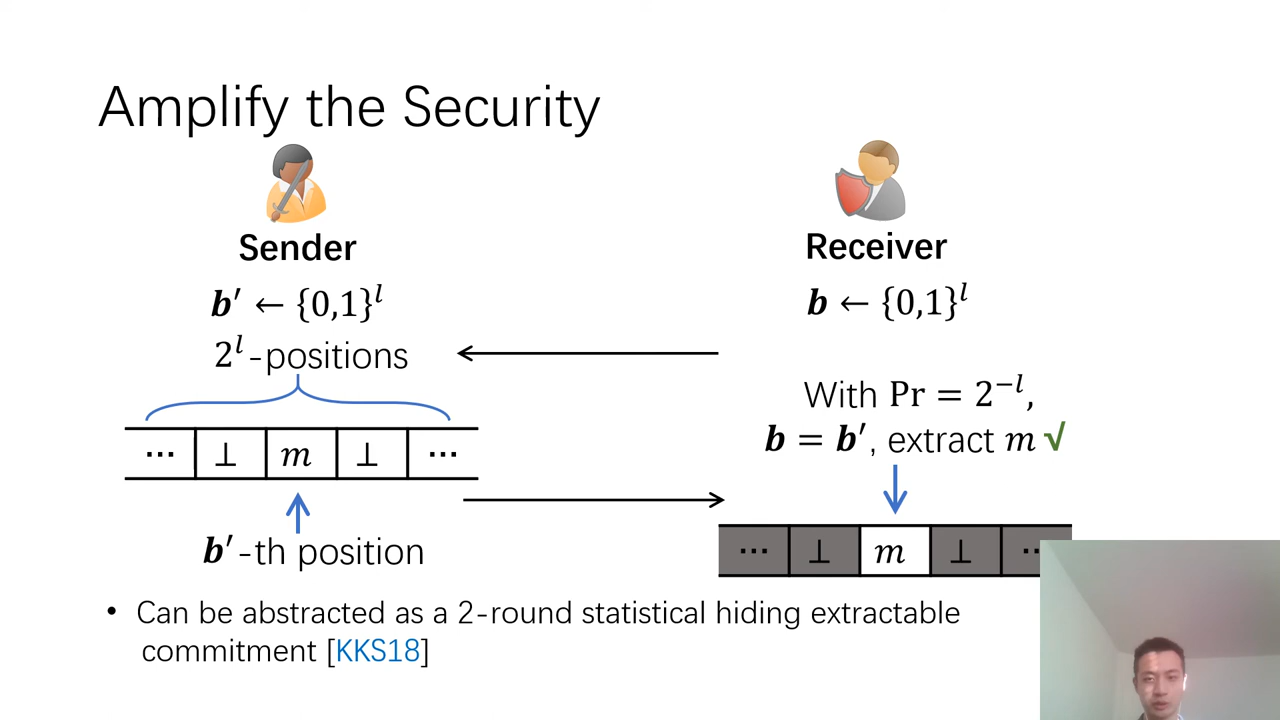 Amplify the Security
Sender
Receiver
𝒃′ ← {0,1}^l
𝒃 ← {0,1}^l
2^l-positions
With Pr = 2^{-l},
𝒃 = 𝒃′, extract m √
⋯ ⊥ m ⊥ ⋯
𝒃′-th position
⋯ ⊥ m ⊥ ⋯
• Can be abstracted as a 2-round statistical hiding extractable
commitment [KKS18]